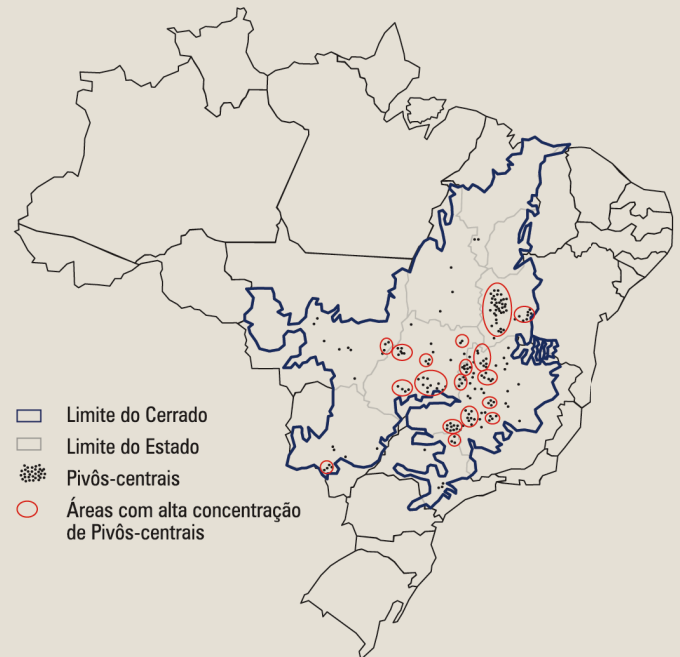 Limite do Cerrado
Limite do Estado
Pivôs-centrais
Áreas com alta concentração
de Pivôs-centrais